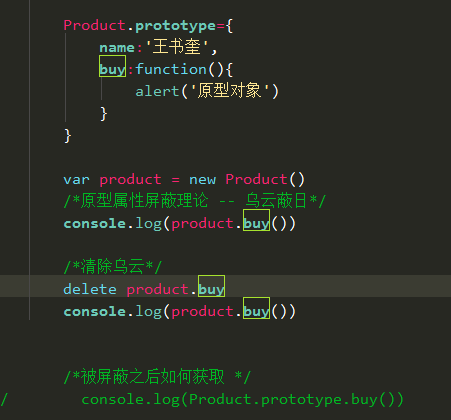 Product.prototype={
name:'王书奎',
buy:function(){
alert('原型对象')
}
}
var product = new Product()
/*原型属性屏蔽理论 -- 乌云蔽日*/
console.log(product.buy())
/*清除乌云*/
delete product.buy
console.log(product.buy())
/*被屏蔽之后如何获取 */
/ console.log(Product.prototype.buy())